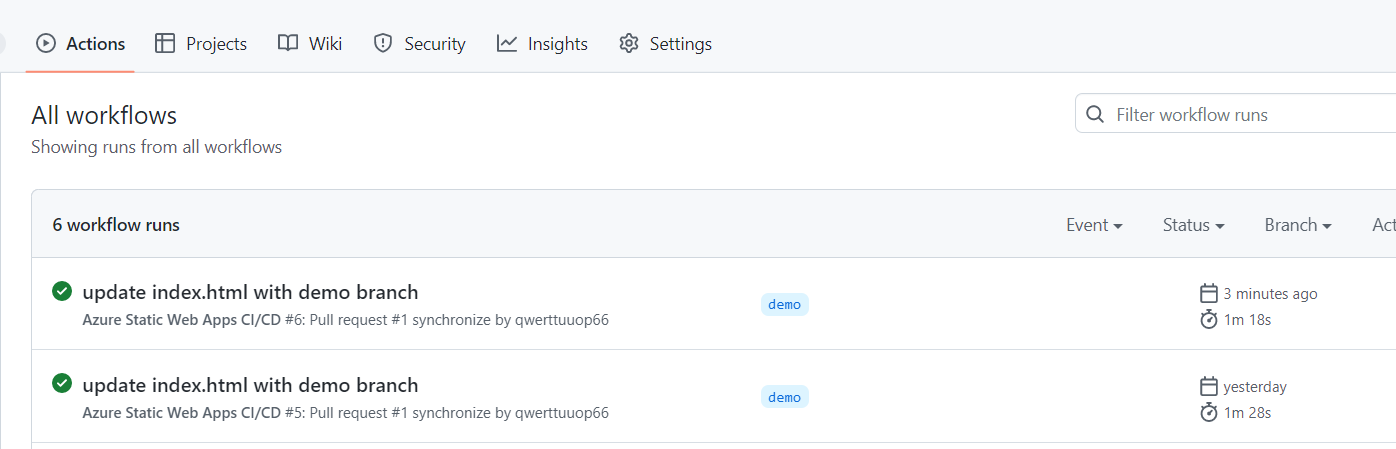 Actions Projects Wiki Security Insights Settings
All workflows
Filter workflow runs
Showing runs from all workflows
6 workflow runs Event Status Branch Act
update index.html with demo branch
demo
3 minutes ago
Azure Static Web Apps CI/CD #6: Pull request #1 synchronize by qwerttuuop66
1m 18s
update index.html with demo branch
demo
yesterday
Azure Static Web Apps CI/CD #5: Pull request #1 synchronize by qwerttuuop66
1m 28s